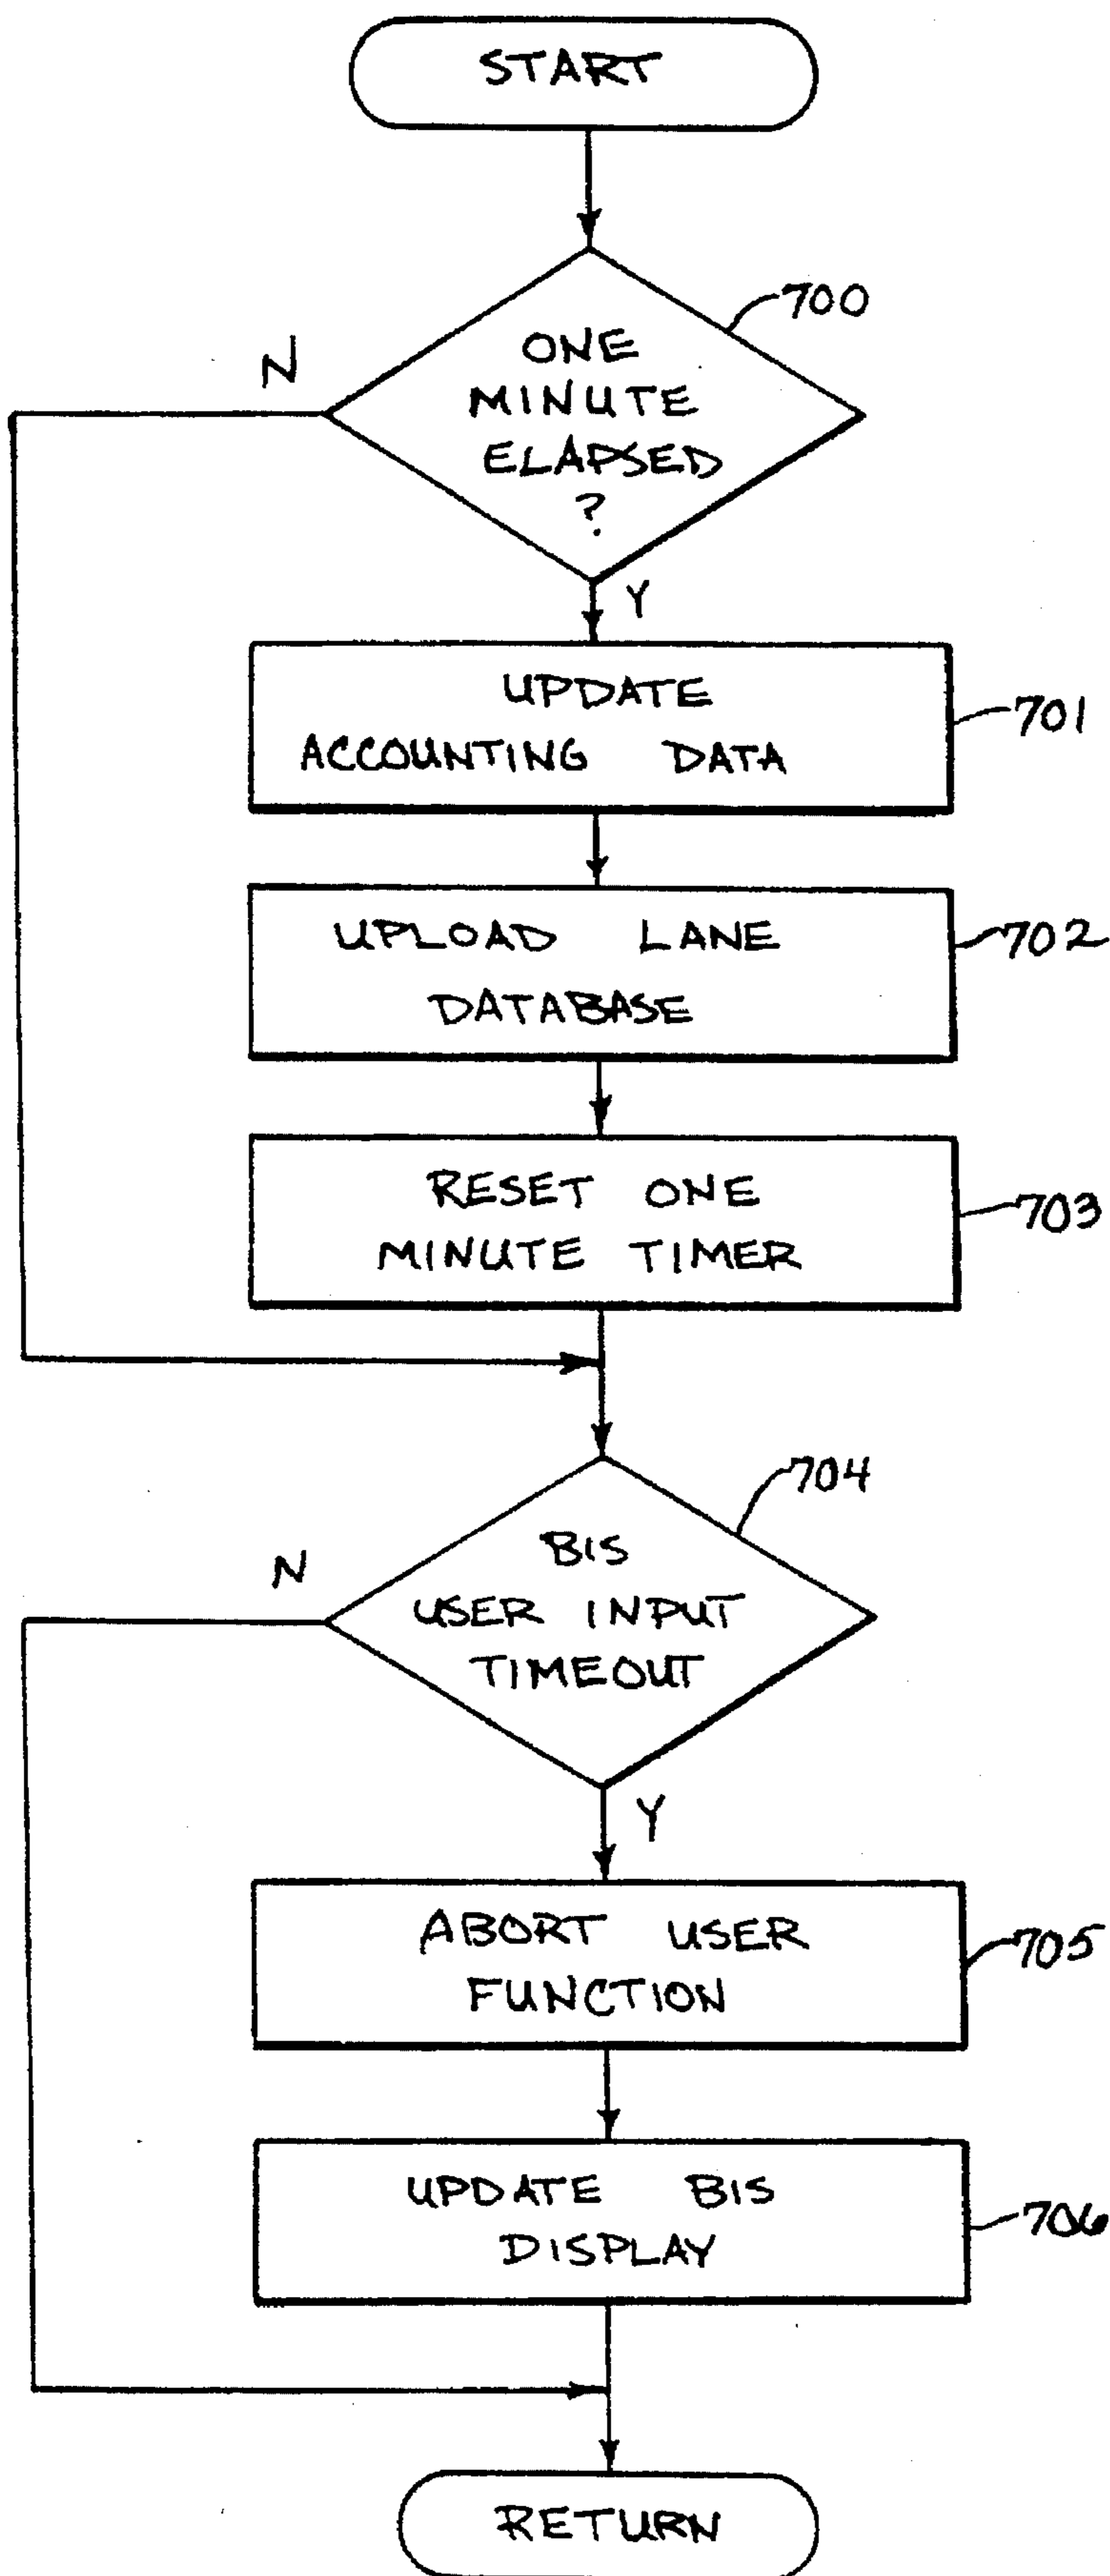 START
700
N
ONE
MINUTE
ELAPSED
?
Y
UPDATE
ACCOUNTING DATA
701
UPLOAD LANE
DATABASE
702
RESET ONE
MINUTE TIMER
703
704
N
BIS
USER INPUT
TIMEOUT
Y
ABORT USER
FUNCTION
705
UPDATE BIS
DISPLAY
706
RETURN